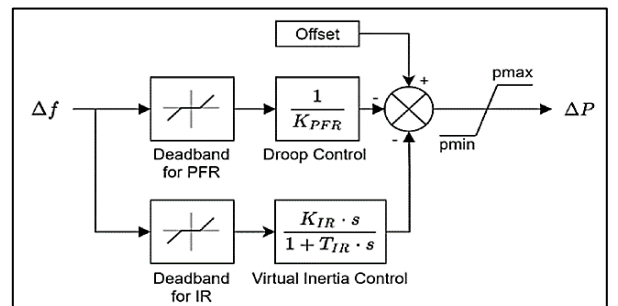 Offset
+
pmax
Δf
1
K_PFR
-
ΔP
pmin
Deadband
for PFR
Droop Control
-
K_IR · s
1 + T_IR · s
Deadband
for IR
Virtual Inertia Control